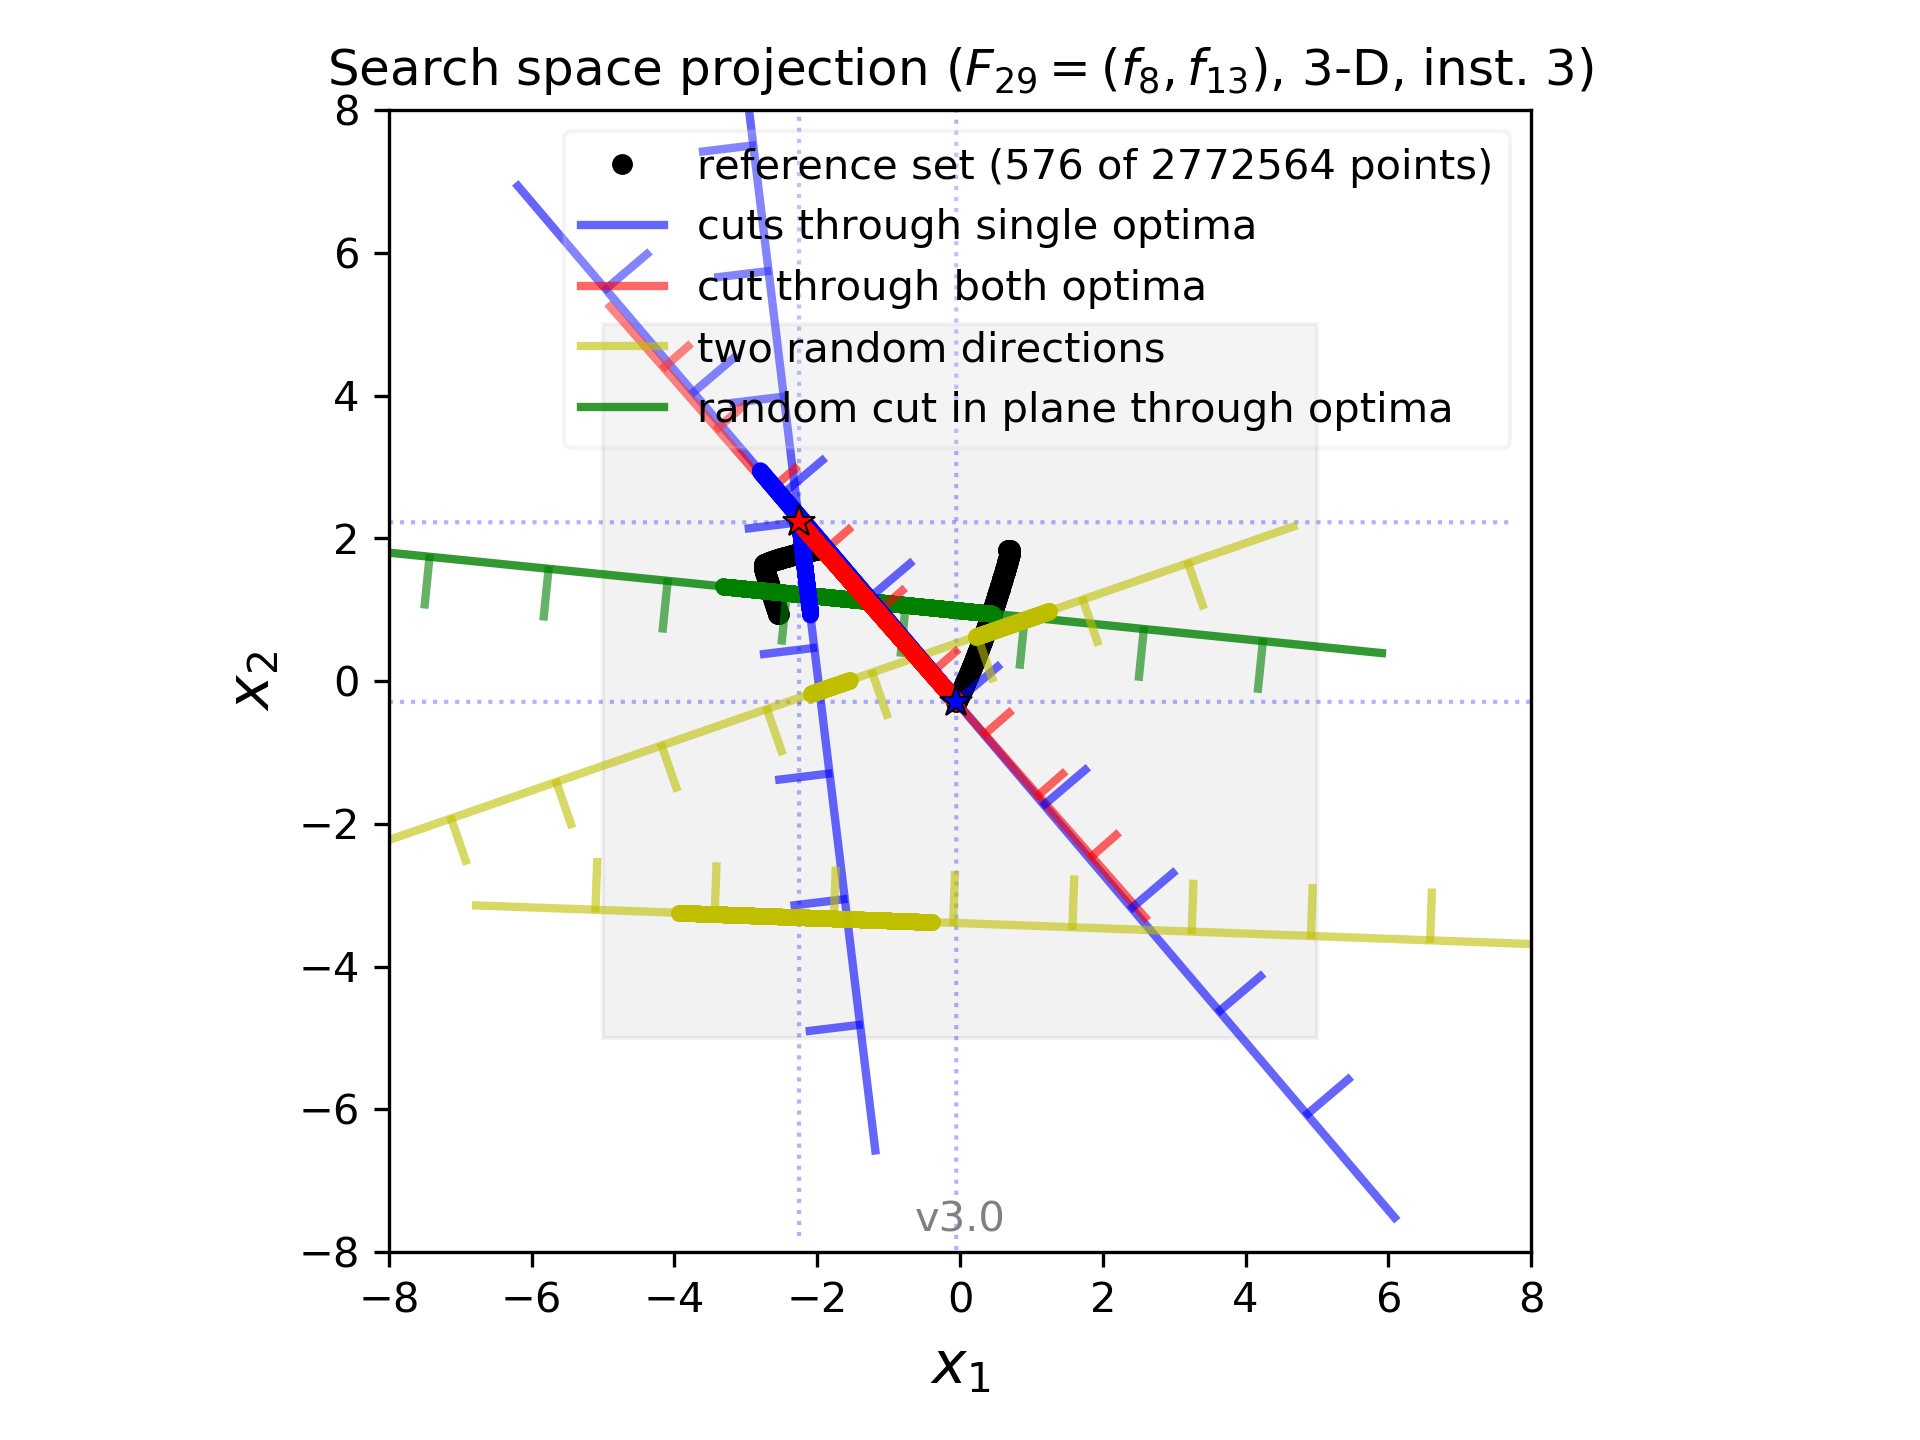 Search space projection (F₂₉ = (f₈, f₁₃), 3-D, inst. 3)
reference set (576 of 2772564 points)
cuts through single optima
cut through both optima
two random directions
random cut in plane through optima
8
6
4
2
0
−2
−4
−6
−8
x₂
v3.0
−8 −6 −4 −2 0 2 4 6 8
x₁